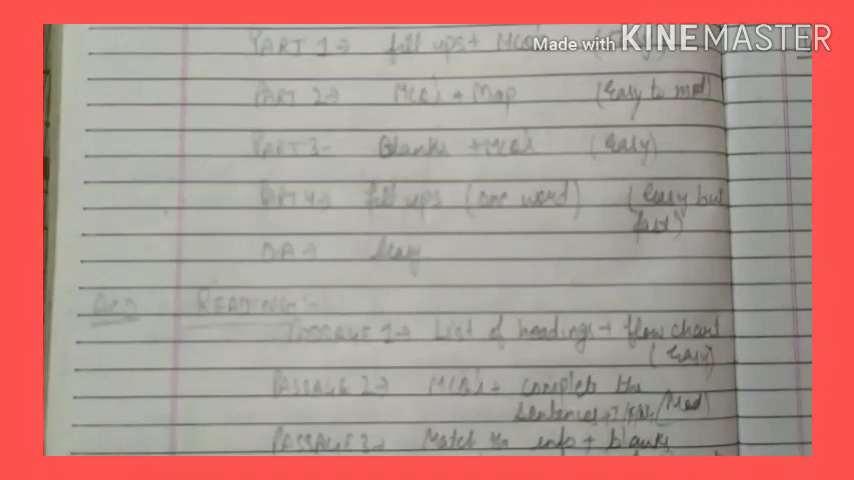 Made with KINEMASTER
PART 1→ fill ups + MCQ's
PART 2→ MCQ's + Map (Easy to med)
PART 3- Blanks + MCQ's (Easy)
PART 4→ fill ups (one word) (Easy but
fast)
O.A→ Easy
READING:-
PASSAGE 1→ List of headings + flow chart
(Easy)
PASSAGE 2→ MCQ's + complete the
sentences + T/F/NG (Med)
PASSAGE 3→ Match the info + blanks